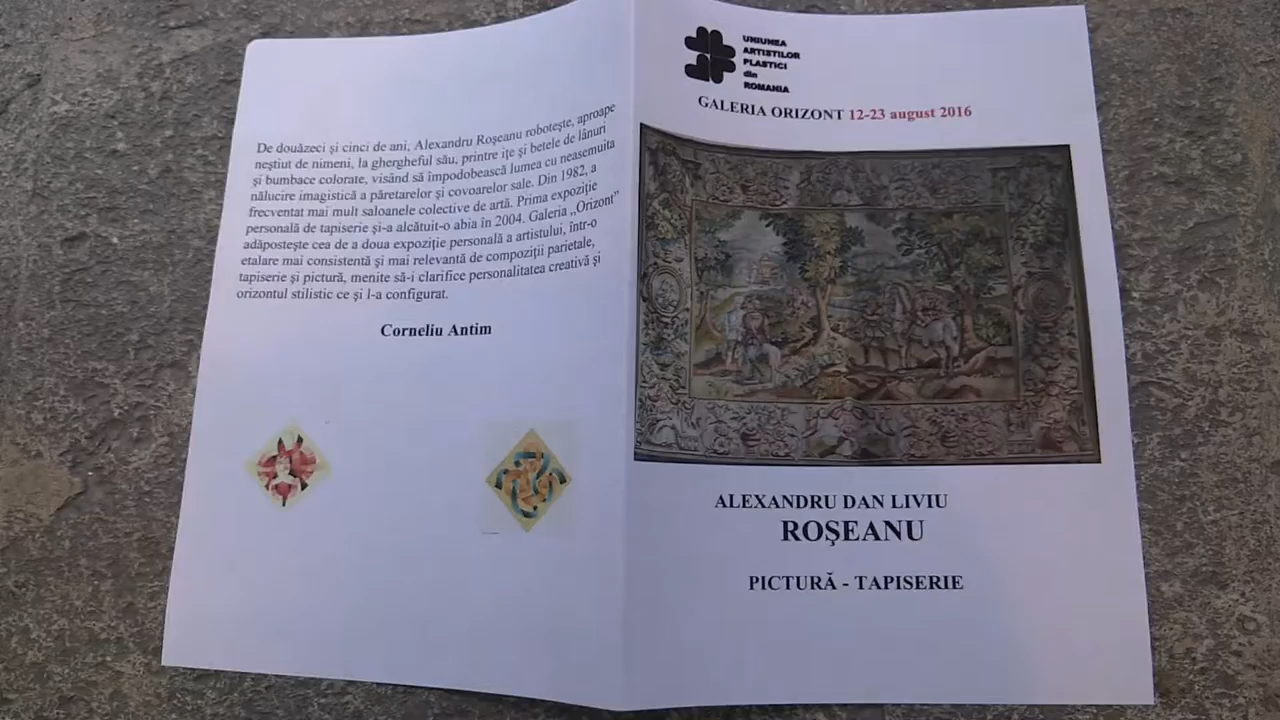 De douăzeci și cinci de ani, Alexandru Roșeanu robotește, aproape
neștiut de nimeni, la ghergheful său, printre ițe și betele de lânuri
și bumbace colorate, visând să împodobească lumea cu neasemuita
nălucire imagistică a păretarelor și covoarelor sale. Din 1982, a
frecventat mai mult saloanele colective de artă. Prima expoziție
personală de tapiserie și-a alcătuit-o abia în 2004. Galeria „Orizont”
adăpostește cea de a doua expoziție personală a artistului, într-o
etalare mai consistentă și mai relevantă de compoziții parietale,
tapiserie și pictură, menite să-i clarifice personalitatea creativă și
orizontul stilistic ce și l-a configurat.
Corneliu Antim
UNIUNEA
ARTISTILOR
PLASTICI
din
ROMANIA
GALERIA ORIZONT 12-23 august 2016
ALEXANDRU DAN LIVIU
ROŞEANU
PICTURĂ - TAPISERIE